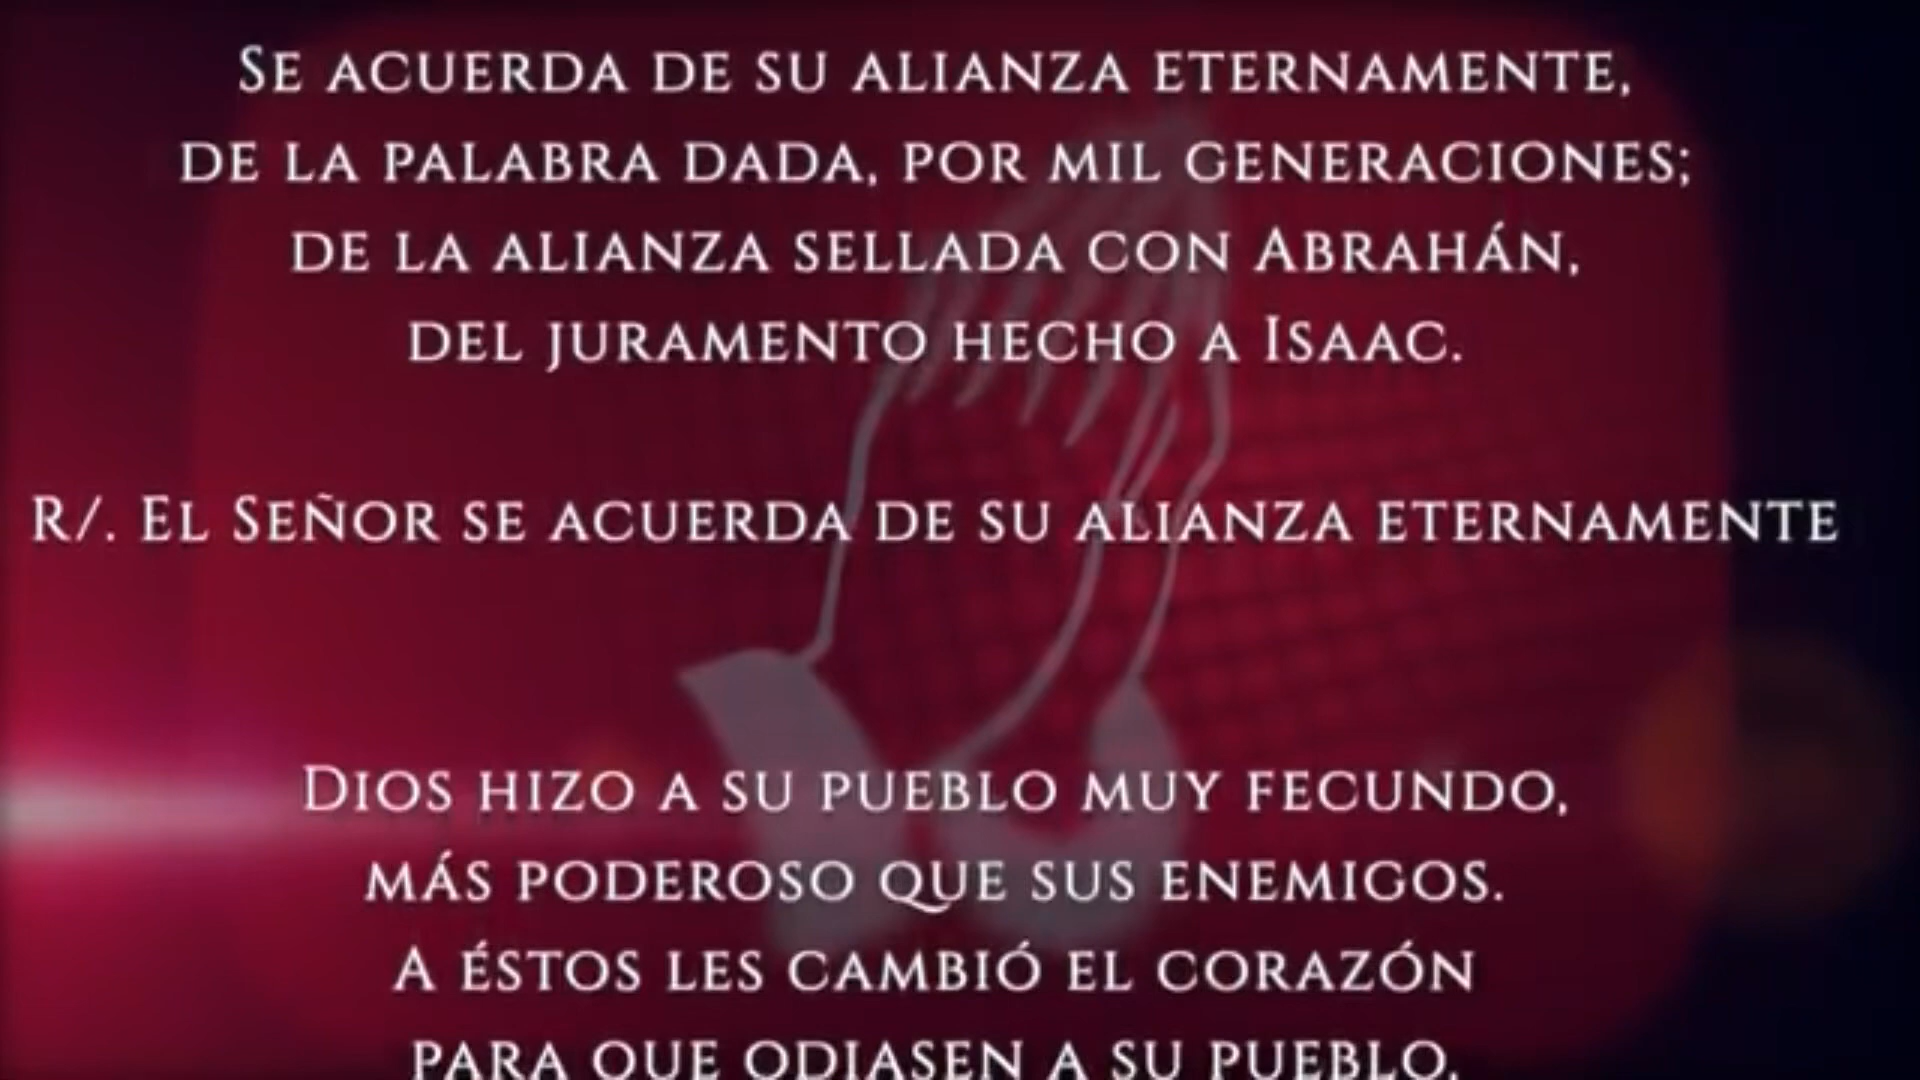 Se acuerda de su alianza eternamente,
de la palabra dada, por mil generaciones;
de la alianza sellada con Abrahán,
del juramento hecho a Isaac.
R/. El Señor se acuerda de su alianza eternamente
Dios hizo a su pueblo muy fecundo,
más poderoso que sus enemigos.
A éstos les cambió el corazón
para que odiasen a su pueblo,